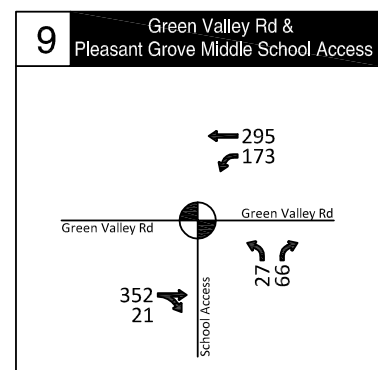 9
Green Valley Rd &
Pleasant Grove Middle School Access
295
173
Green Valley Rd
Green Valley Rd
352
21
School Access
27
66